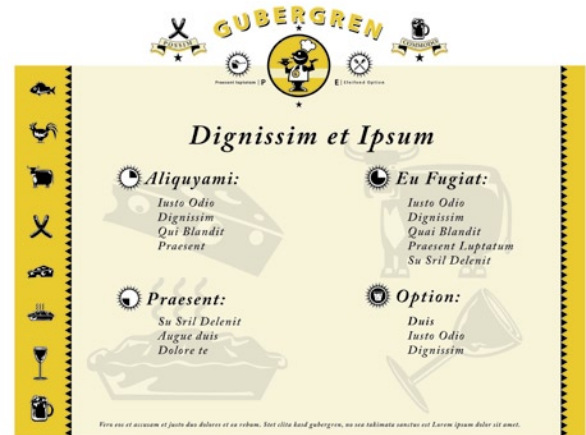 GUBERGREN
POSSIM
COMMODO
Praesent luptatum | P
E | Eleifend Option
Dignissim et Ipsum
Aliquyami:
Iusto Odio
Dignissim
Qui Blandit
Praesent
Eu Fugiat:
Iusto Odio
Dignissim
Quai Blandit
Praesent Luptatum
Su Sril Delenit
Praesent:
Su Sril Delenit
Augue duis
Dolore te
Option:
Duis
Iusto Odio
Dignissim
Vero eos et accusam et justo duo dolores et ea rebum. Stet clita kasd gubergren, no sea takimata sanctus est Lorem ipsum dolor sit amet.